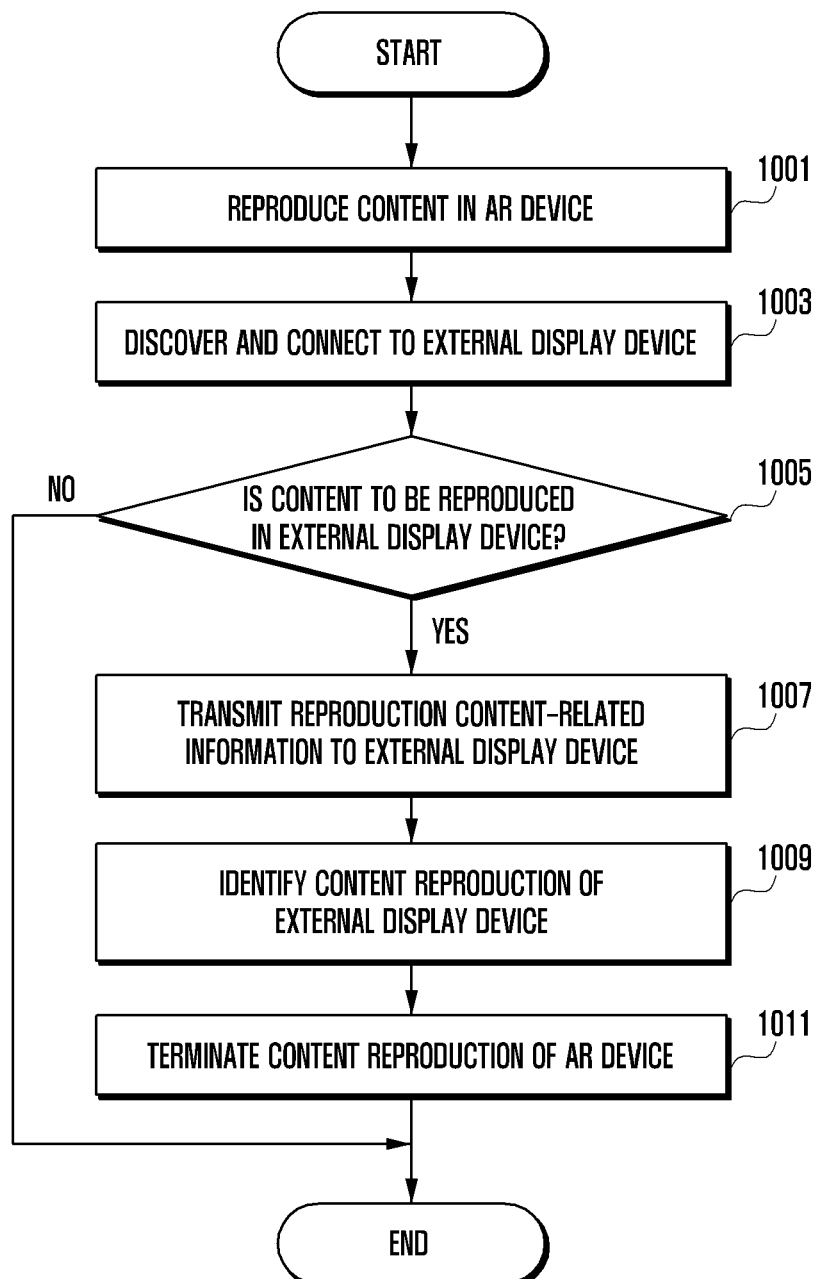 START
1001
REPRODUCE CONTENT IN AR DEVICE
1003
DISCOVER AND CONNECT TO EXTERNAL DISPLAY DEVICE
NO
1005
IS CONTENT TO BE REPRODUCED
IN EXTERNAL DISPLAY DEVICE?
YES
1007
TRANSMIT REPRODUCTION CONTENT-RELATED
INFORMATION TO EXTERNAL DISPLAY DEVICE
1009
IDENTIFY CONTENT REPRODUCTION OF
EXTERNAL DISPLAY DEVICE
1011
TERMINATE CONTENT REPRODUCTION OF AR DEVICE
END